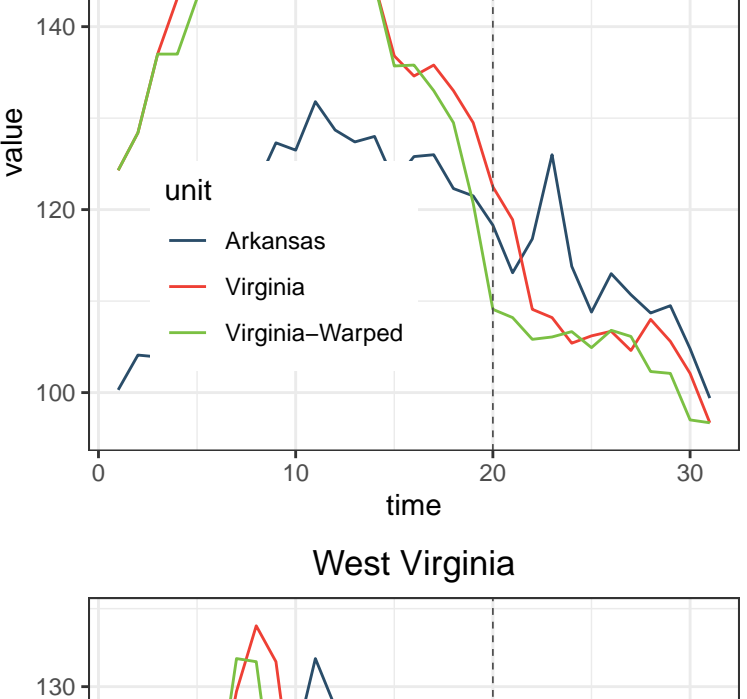 140
120
100
value
unit
Arkansas
Virginia
Virginia−Warped
0 10 20 30
time
West Virginia
130